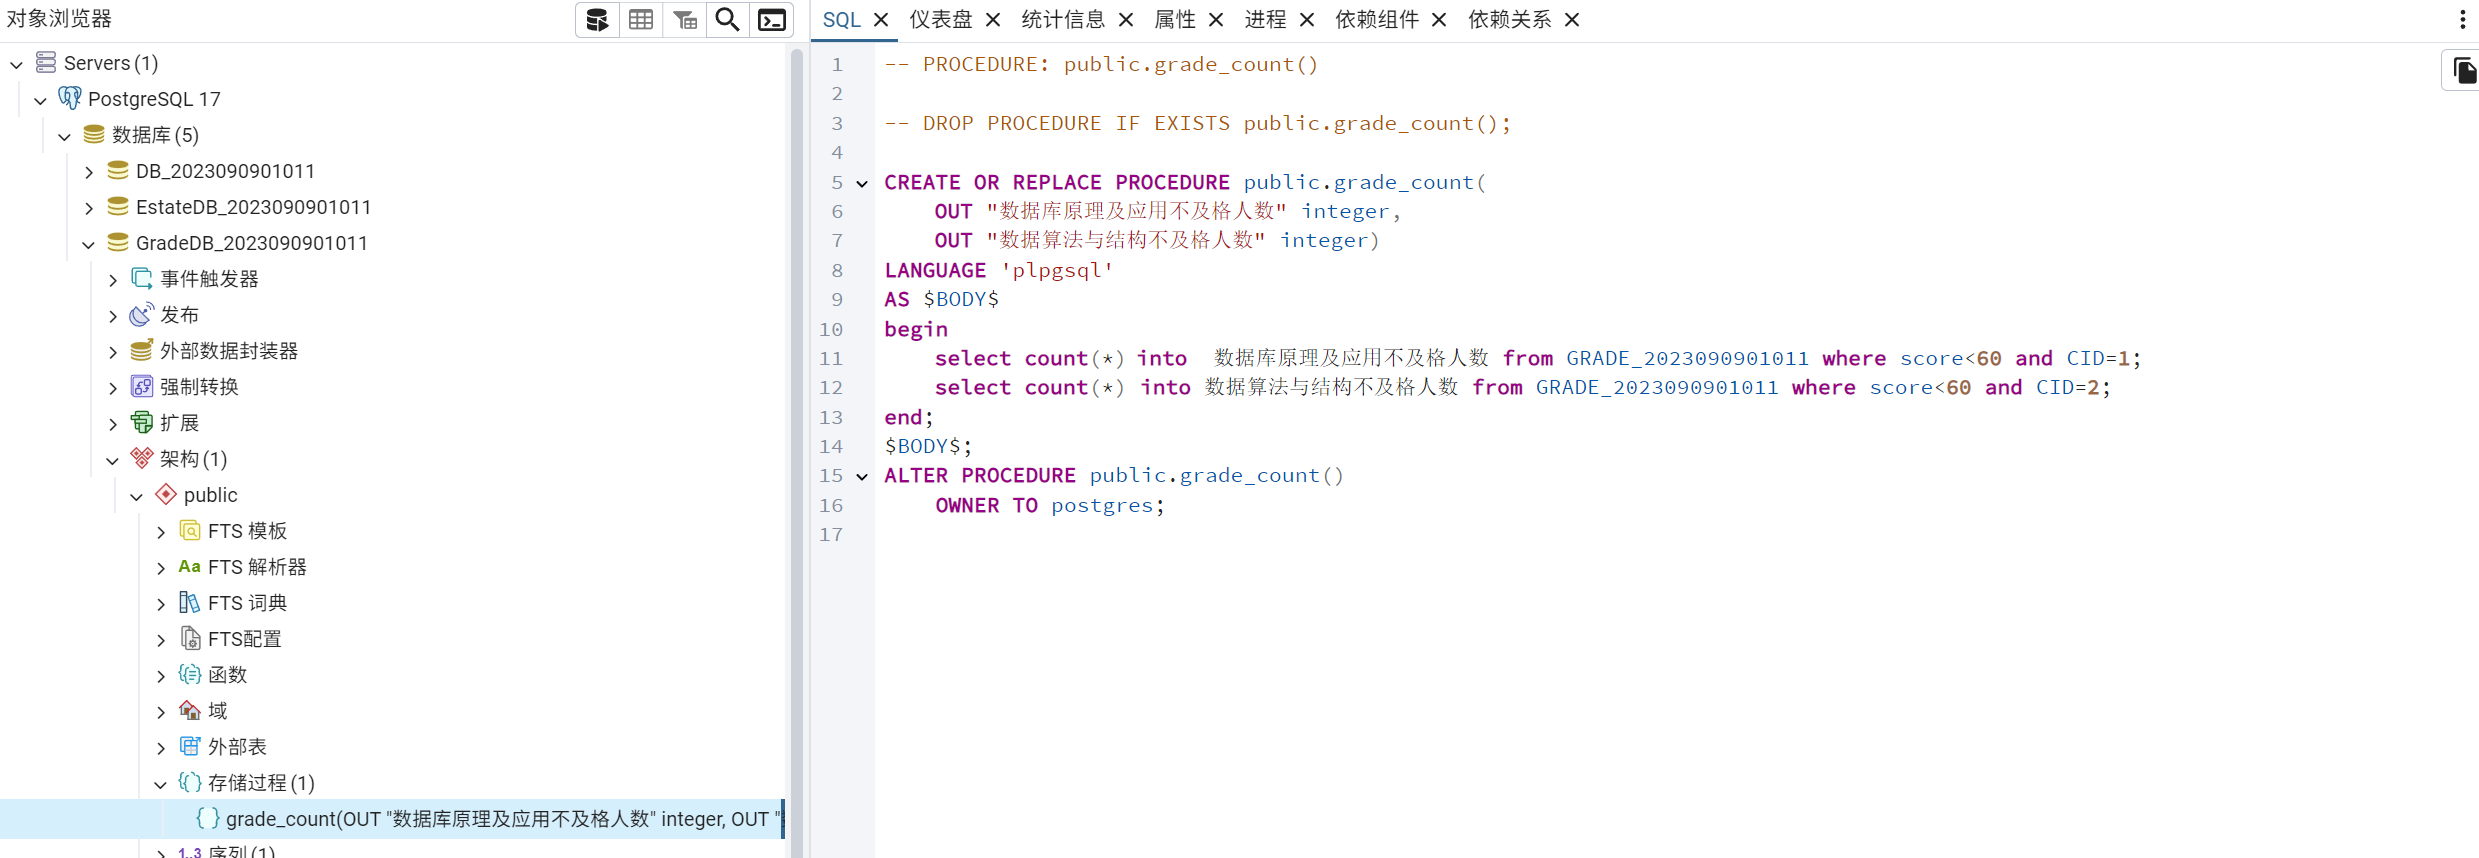 对象浏览器
Servers (1)
PostgreSQL 17
数据库 (5)
DB_2023090901011
EstateDB_2023090901011
GradeDB_2023090901011
事件触发器
发布
外部数据封装器
强制转换
扩展
架构 (1)
public
FTS 模板
Aa FTS 解析器
FTS 词典
FTS配置
函数
域
外部表
存储过程 (1)
grade_count(OUT "数据库原理及应用不及格人数" integer, OUT "
1..3 序列 (1)
SQL 仪表盘 统计信息 属性 进程 依赖组件 依赖关系
1 -- PROCEDURE: public.grade_count()
2
3 -- DROP PROCEDURE IF EXISTS public.grade_count();
4
5 CREATE OR REPLACE PROCEDURE public.grade_count(
6 OUT "数据库原理及应用不及格人数" integer,
7 OUT "数据算法与结构不及格人数" integer)
8 LANGUAGE 'plpgsql'
9 AS $BODY$
10 begin
11 select count(*) into 数据库原理及应用不及格人数 from GRADE_2023090901011 where score<60 and CID=1;
12 select count(*) into 数据算法与结构不及格人数 from GRADE_2023090901011 where score<60 and CID=2;
13 end;
14 $BODY$;
15 ALTER PROCEDURE public.grade_count()
16 OWNER TO postgres;
17